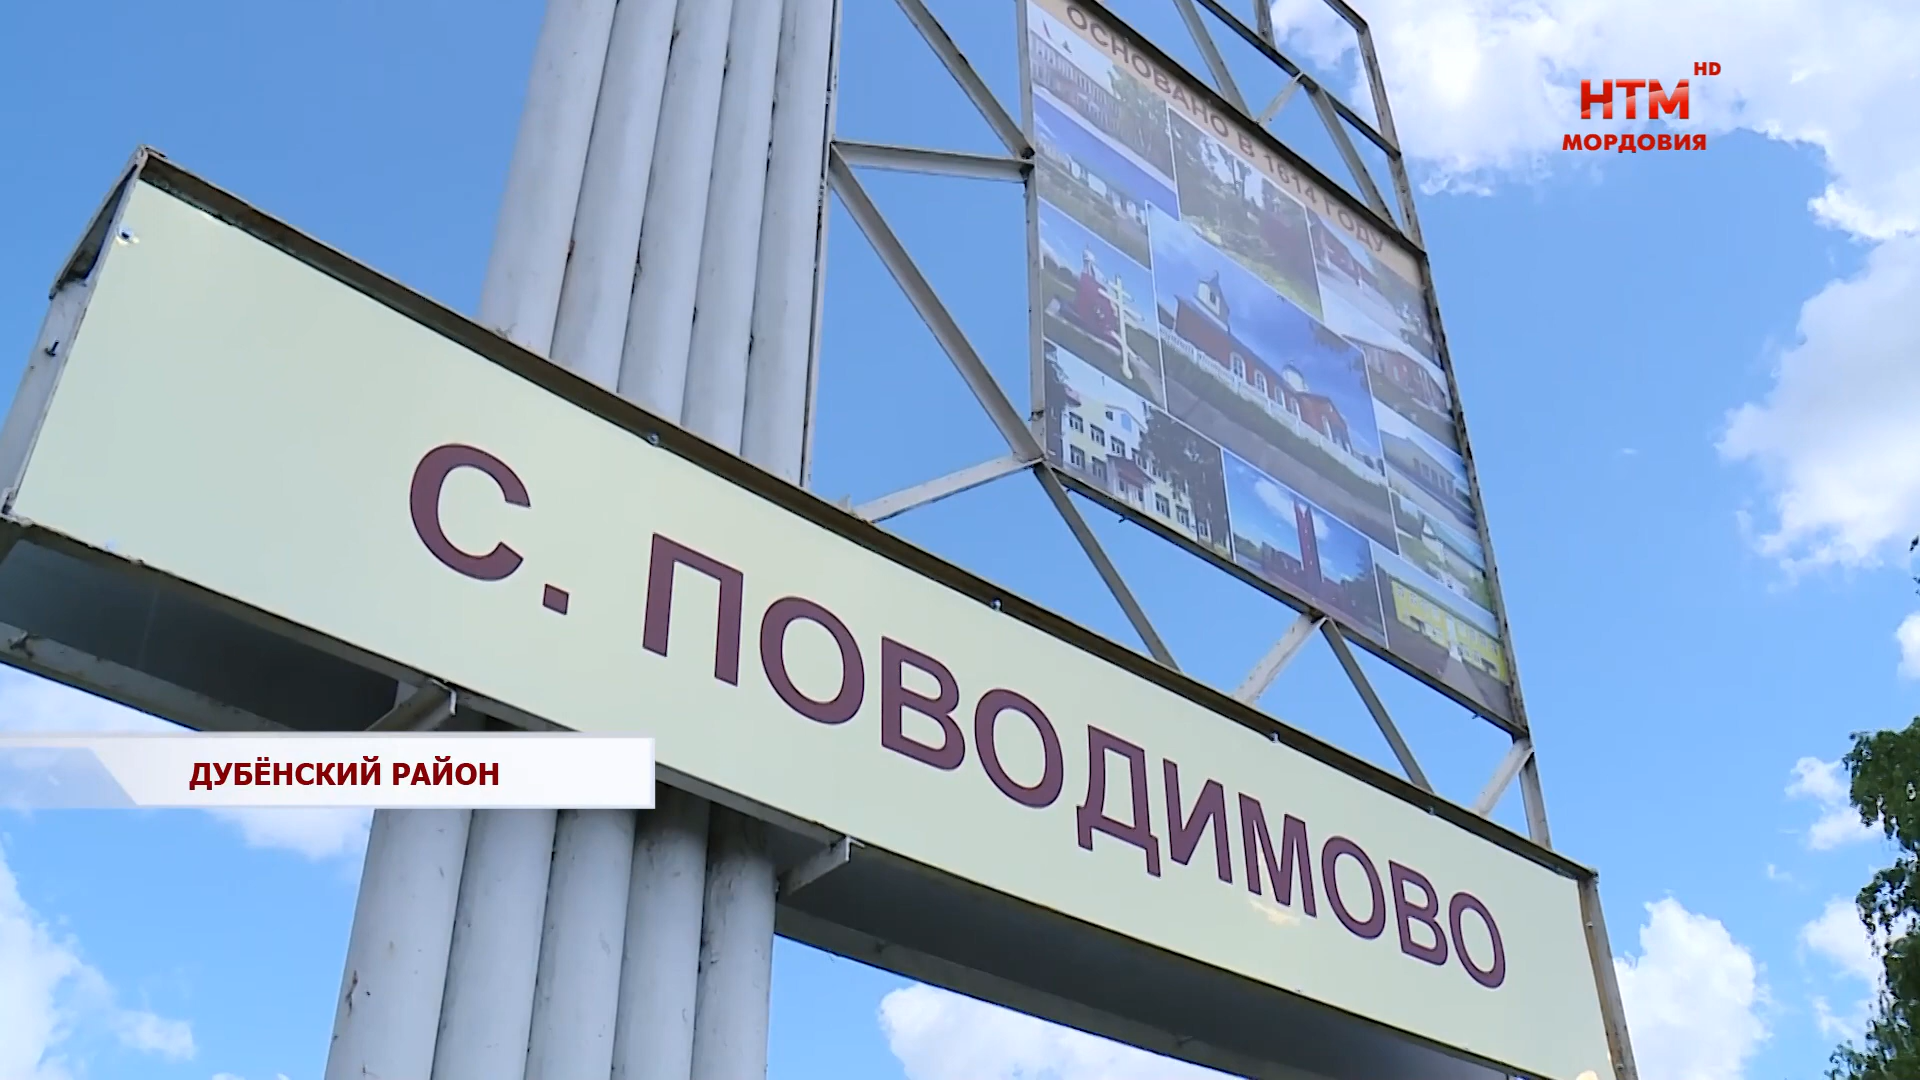 ОСНОВАНО В 1614 ГОДУ
HD
НТМ
МОРДОВИЯ
С. ПОВОДИМОВО
ДУБЁНСКИЙ РАЙОН